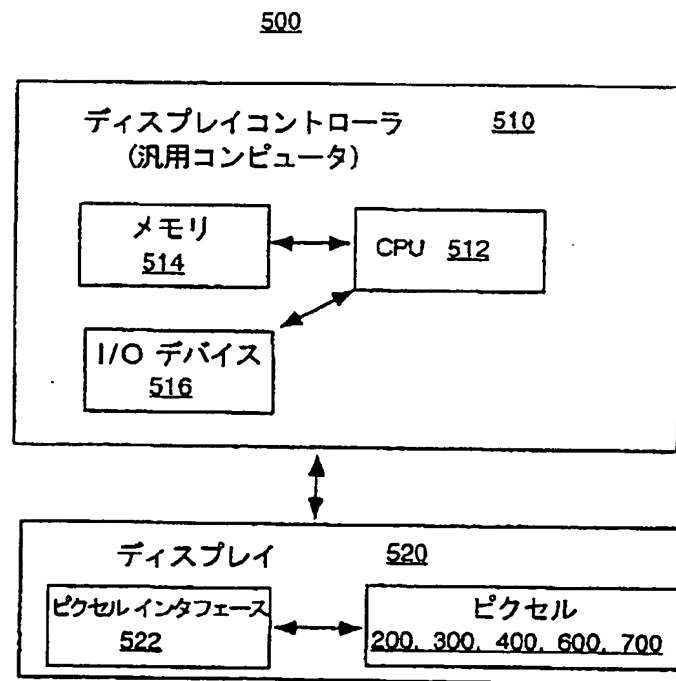 500
ディスプレイコントローラ 510
(汎用コンピュータ)
メモリ
514
CPU 512
I/O デバイス
516
ディスプレイ 520
ピクセル インタフェース
522
ピクセル
200, 300, 400, 600, 700